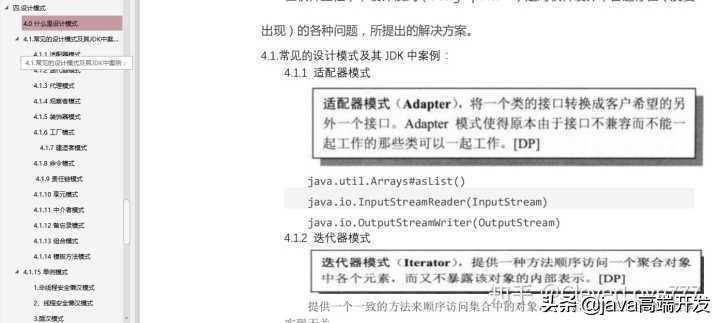 四.设计模式
4.0 什么是设计模式
4.1.常见的设计模式及其JDK中案...
4.1.1 适配器模式
4.1.常见的设计模式及其JDK中案例：
4.1.3 代理模式
4.1.4 观察者模式
4.1.5 装饰器模式
4.1.6 工厂模式
4.1.7 建造者模式
4.1.8 命令模式
4.1.9 责任链模式
4.1.10 享元模式
4.1.11 中介者模式
4.1.12 备忘录模式
4.1.13 组合模式
4.1.14 模板方法模式
4.1.15 单例模式
1.非线程安全懒汉模式
2、线程安全懒汉模式
3.饿汉模式
出现）的各种问题，所提出的解决方案。
4.1.常见的设计模式及其 JDK 中案例：
4.1.1 适配器模式
适配器模式（Adapter），将一个类的接口转换成客户希望的另
外一个接口。Adapter 模式使得原本由于接口不兼容而不能一
起工作的那些类可以一起工作。[DP]
java.util.Arrays#asList()
java.io.InputStreamReader(InputStream)
java.io.OutputStreamWriter(OutputStream)
4.1.2 迭代器模式
迭代器模式（Iterator），提供一种方法顺序访问一个聚合对象
中各个元素，而又不暴露该对象的内部表示。[DP]
提供一个一致的方法来顺序访问集合中的对象
头条 @java高端开发